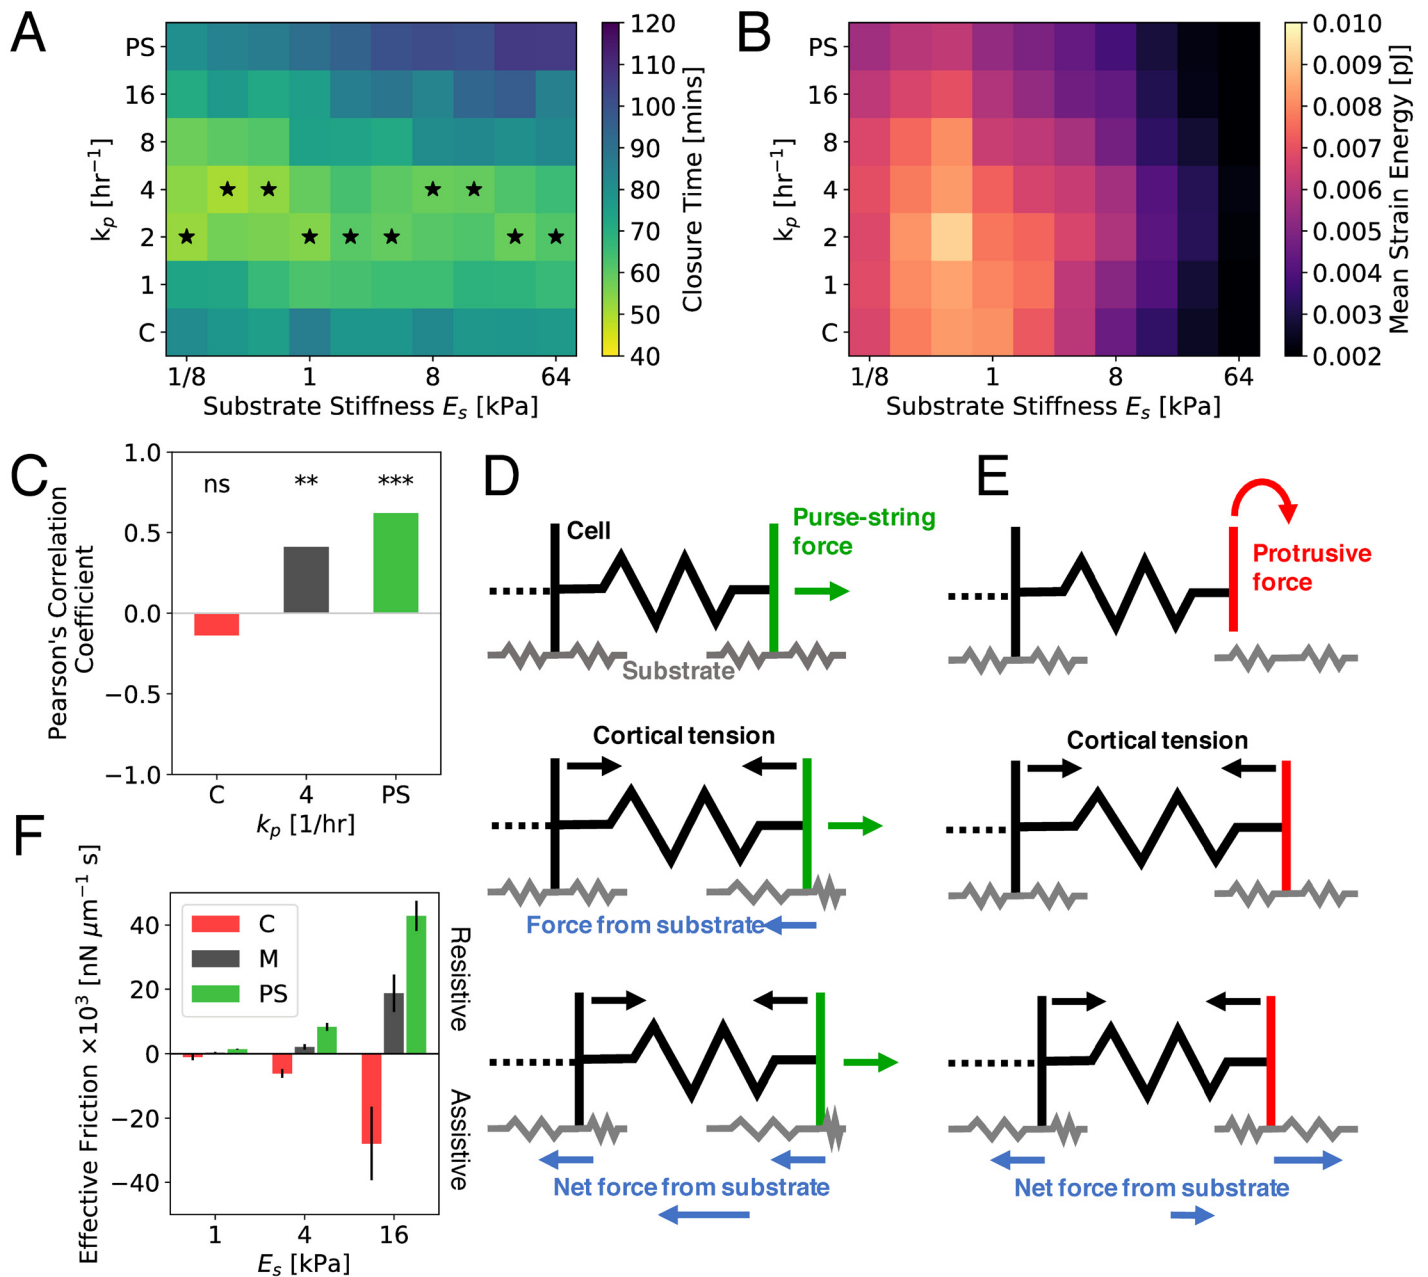 A
PS
16
8
4
2
1
C
k_p [hr⁻¹]
1/8
1
8
64
Substrate Stiffness E_s [kPa]
120
110
100
90
80
70
60
50
40
Closure Time [mins]
B
PS
16
8
4
2
1
C
k_p [hr⁻¹]
1/8
1
8
64
Substrate Stiffness E_s [kPa]
0.010
0.009
0.008
0.007
0.006
0.005
0.004
0.003
0.002
Mean Strain Energy [pJ]
C
Pearson's Correlation
Coefficient
1.0
0.5
0.0
−0.5
−1.0
ns
**
***
C
4
PS
k_p [1/hr]
D
Cell
Purse-string
force
Substrate
Cortical tension
Force from substrate
Net force from substrate
E
Protrusive
force
Cortical tension
Net force from substrate
F
Effective Friction ×10³ [nN μm⁻¹ s]
40
20
0
−20
−40
C
M
PS
Resistive
Assistive
1
4
16
E_s [kPa]